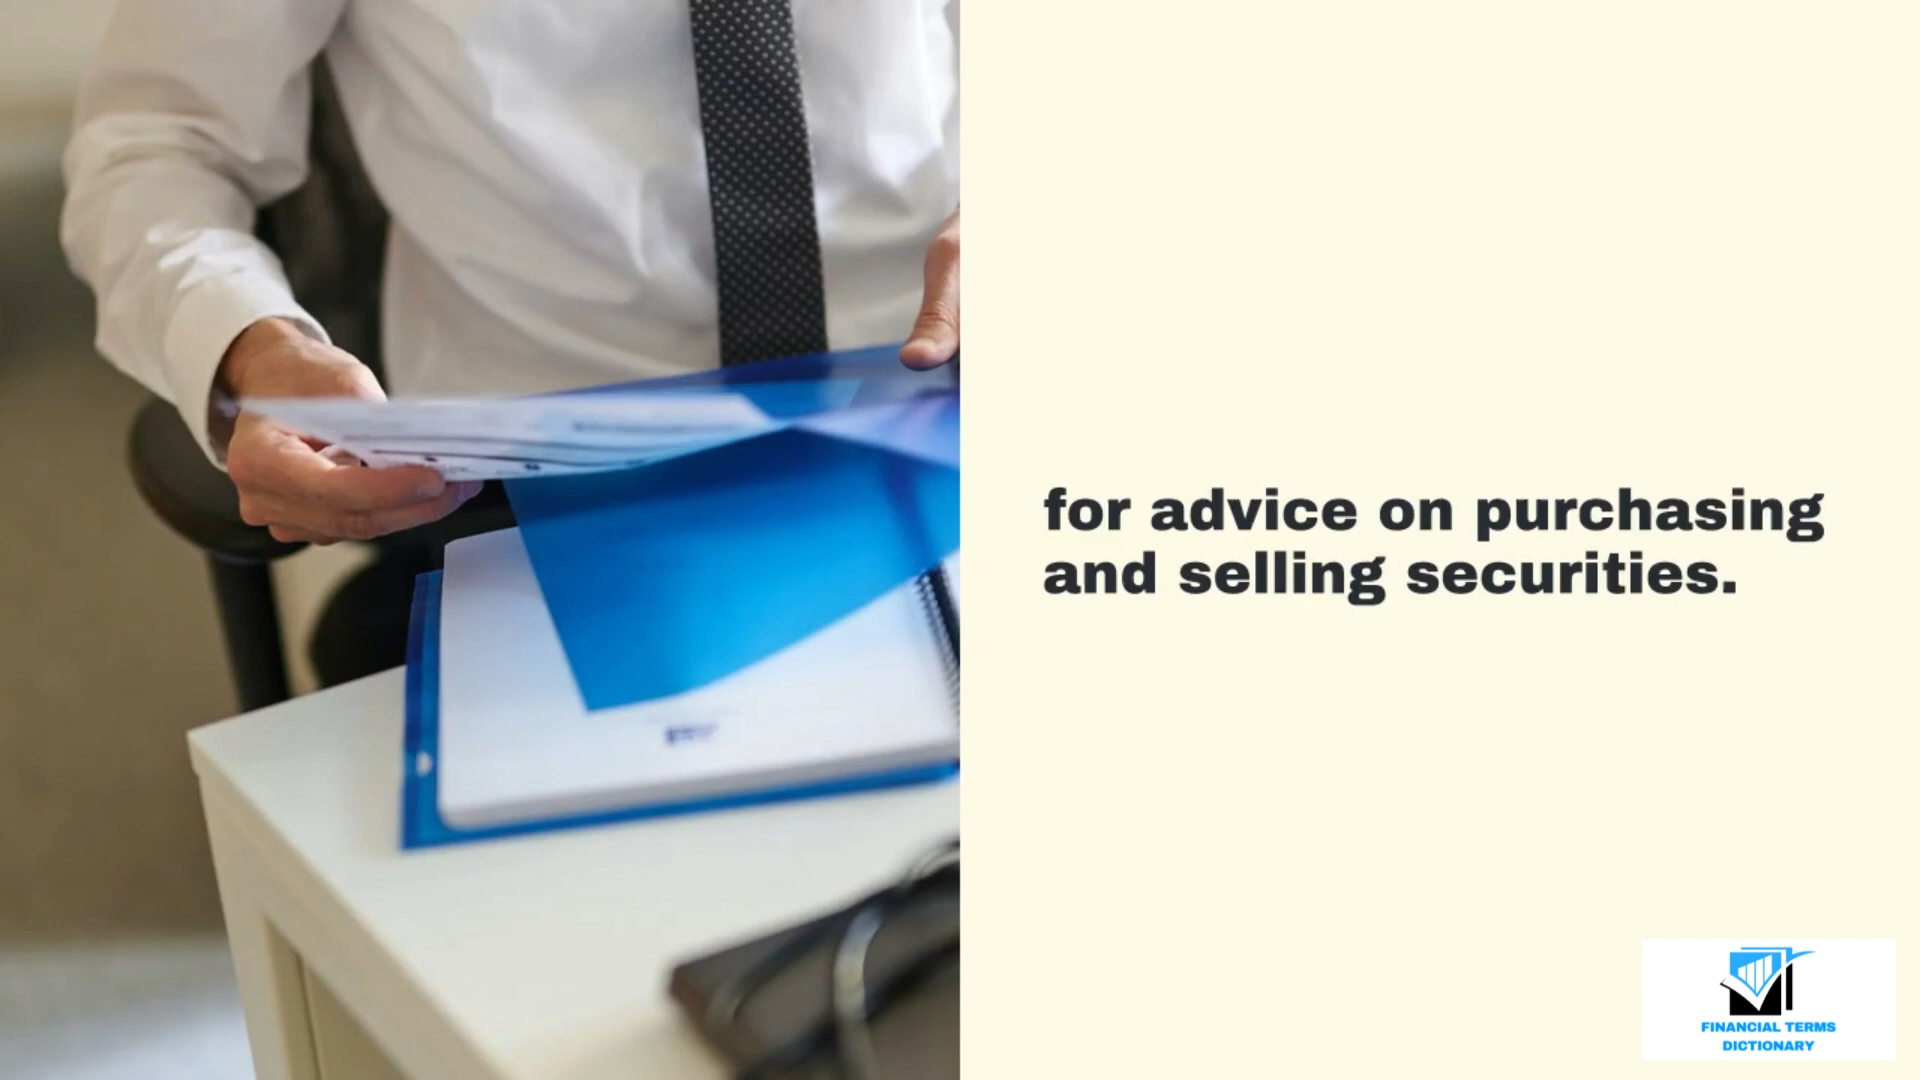 for advice on purchasing
and selling securities.
FINANCIAL TERMS
DICTIONARY